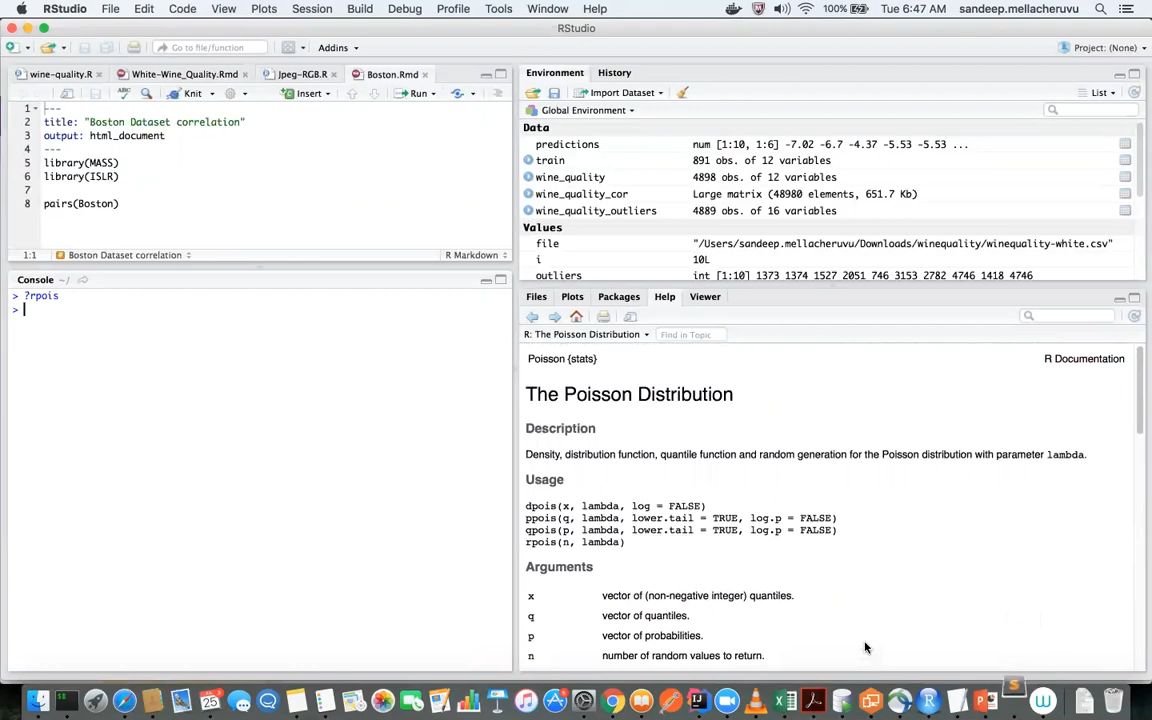 RStudio File Edit Code View Plots Session Build Debug Profile Tools Window Help 100% Tue 6:47 AM sandeep.mellacheruvu
RStudio
Go to file/function Addins Project: (None)
wine-quality.R White-Wine_Quality.Rmd Jpeg-RGB.R Boston.Rmd
Knit Insert Run
1 ---
2 title: "Boston Dataset correlation"
3 output: html_document
4 ---
5 library(MASS)
6 library(ISLR)
7
8 pairs(Boston)
1:1 Boston Dataset correlation R Markdown
Console ~/
> ?rpois
>
Environment History
Import Dataset List
Global Environment
Data
predictions num [1:10, 1:6] -7.02 -6.7 -4.37 -5.53 -5.53 ...
train 891 obs. of 12 variables
wine_quality 4898 obs. of 12 variables
wine_quality_cor Large matrix (48980 elements, 651.7 Kb)
wine_quality_outliers 4889 obs. of 16 variables
Values
file "/Users/sandeep.mellacheruvu/Downloads/winequality/winequality-white.csv"
i 10L
outliers int [1:10] 1373 1374 1527 2051 746 3153 2782 4746 1418 4746
Files Plots Packages Help Viewer
R: The Poisson Distribution Find in Topic
Poisson {stats} R Documentation
The Poisson Distribution
Description
Density, distribution function, quantile function and random generation for the Poisson distribution with parameter lambda.
Usage
dpois(x, lambda, log = FALSE)
ppois(q, lambda, lower.tail = TRUE, log.p = FALSE)
qpois(p, lambda, lower.tail = TRUE, log.p = FALSE)
rpois(n, lambda)
Arguments
x vector of (non-negative integer) quantiles.
q vector of quantiles.
p vector of probabilities.
n number of random values to return.
25